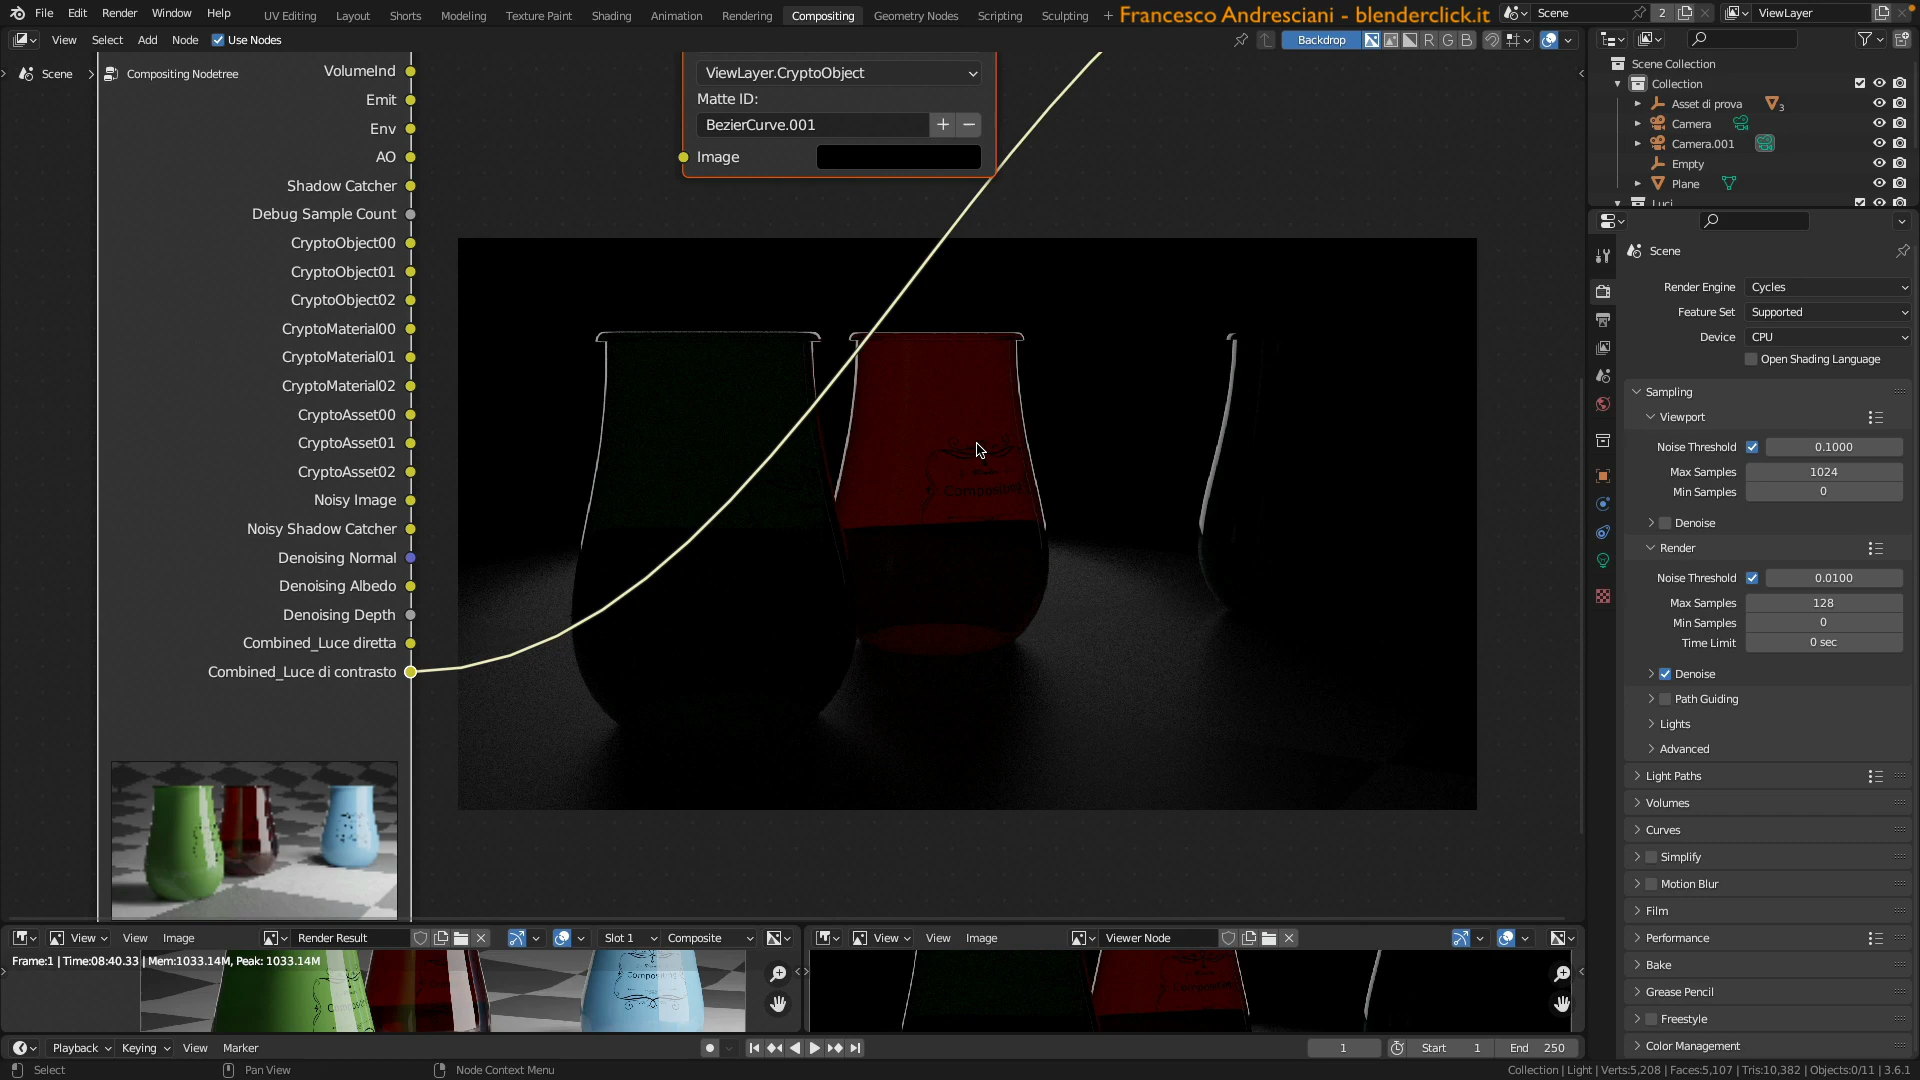 File Edit Render Window Help UV Editing Layout Shorts Modeling Texture Paint Shading Animation Rendering Compositing Geometry Nodes Scripting Sculpting + Francesco Andresciani - blenderclick.it Scene 2 ViewLayer
View Select Add Node Use Nodes Backdrop R G B
Scene > Compositing Nodetree
VolumeInd
Emit
Env
AO
Shadow Catcher
Debug Sample Count
CryptoObject00
CryptoObject01
CryptoObject02
CryptoMaterial00
CryptoMaterial01
CryptoMaterial02
CryptoAsset00
CryptoAsset01
CryptoAsset02
Noisy Image
Noisy Shadow Catcher
Denoising Normal
Denoising Albedo
Denoising Depth
Combined_Luce diretta
Combined_Luce di contrasto
ViewLayer.CryptoObject
Matte ID:
BezierCurve.001
Image
Compositing
Scene Collection
Collection
Asset di prova 3
Camera
Camera.001
Empty
Plane
Luci
Scene
Render Engine Cycles
Feature Set Supported
Device CPU
Open Shading Language
Sampling
Viewport
Noise Threshold 0.1000
Max Samples 1024
Min Samples 0
Denoise
Render
Noise Threshold 0.0100
Max Samples 128
Min Samples 0
Time Limit 0 sec
Denoise
Path Guiding
Lights
Advanced
Light Paths
Volumes
Curves
Simplify
Motion Blur
Film
Performance
Bake
Grease Pencil
Freestyle
Color Management
View View Image Render Result Slot 1 Composite
Frame:1 | Time:08:40.33 | Mem:1033.14M, Peak: 1033.14M
View View Image Viewer Node
Playback Keying View Marker 1 Start 1 End 250
Select Pan View Node Context Menu Collection | Light | Verts:5,208 | Faces:5,107 | Tris:10,382 | Objects:0/11 | 3.6.1